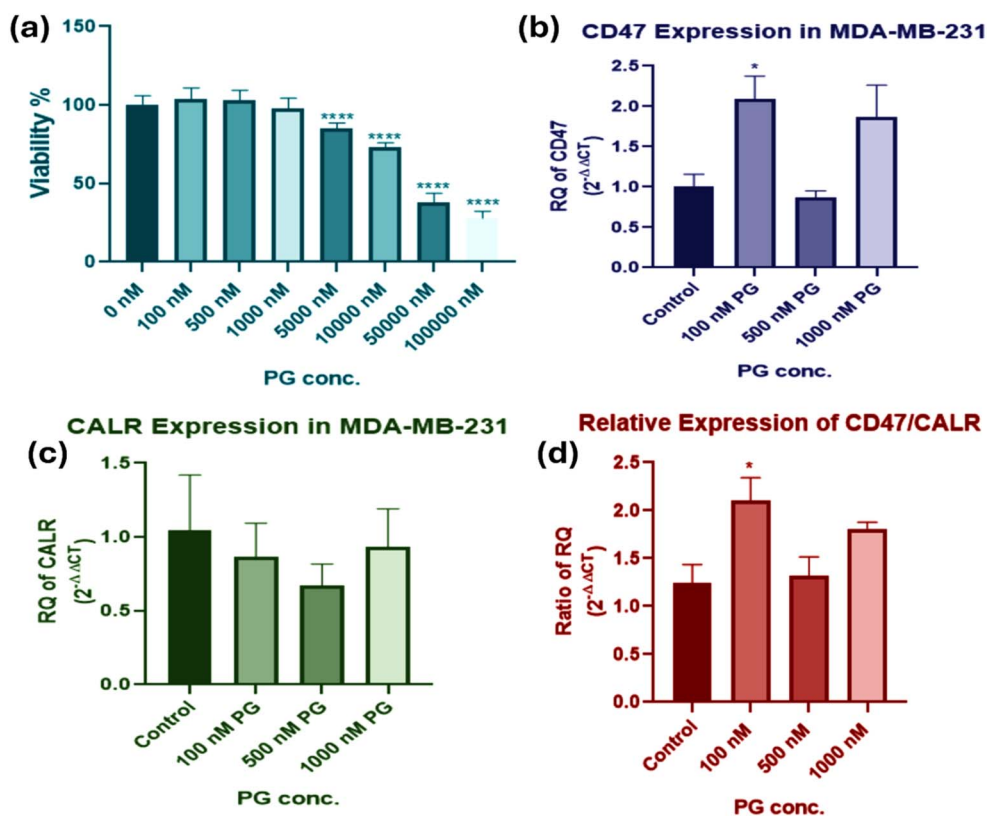 (a)
150
100
50
0
Viability %
****
****
****
****
0 nM
100 nM
500 nM
1000 nM
5000 nM
10000 nM
50000 nM
100000 nM
PG conc.
(b)
CD47 Expression in MDA-MB-231
2.5
2.0
1.5
1.0
0.5
0.0
RQ of CD47
(2^-ΔΔCT)
*
Control
100 nM PG
500 nM PG
1000 nM PG
PG conc.
CALR Expression in MDA-MB-231
(c)
1.5
1.0
0.5
0.0
RQ of CALR
(2^-ΔΔCT)
Control
100 nM PG
500 nM PG
1000 nM PG
PG conc.
Relative Expression of CD47/CALR
(d)
2.5
2.0
1.5
1.0
0.5
0.0
Ratio of RQ
(2^-ΔΔCT)
*
Control
100 nM
500 nM
1000 nM
PG conc.